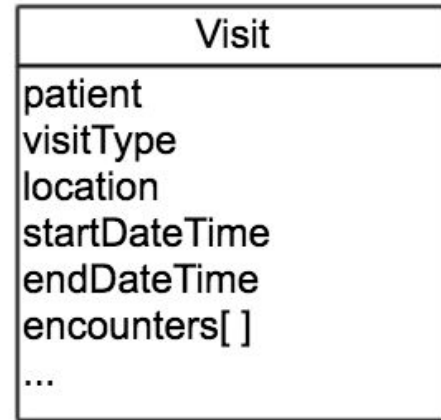 Visit
patient
visitType
location
startDateTime
endDateTime
encounters[ ]
...